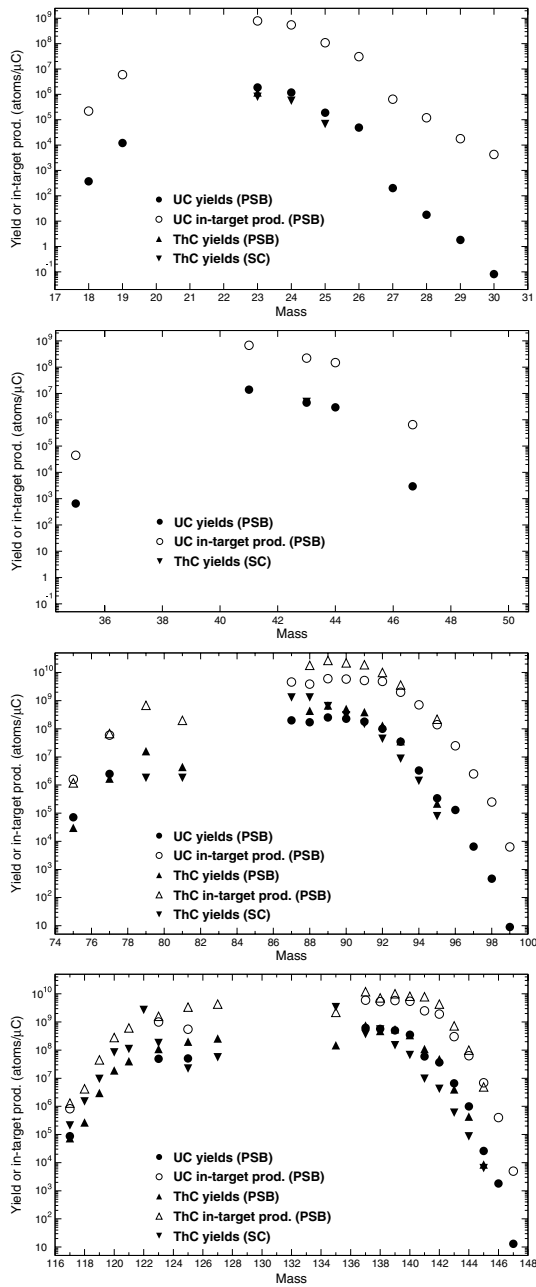 Yield or in-target prod. (atoms/μC)
10⁹
10⁸
10⁷
10⁶
10⁵
10⁴
10³
10²
10
1
10⁻¹
UC yields (PSB)
UC in-target prod. (PSB)
ThC yields (PSB)
ThC yields (SC)
17 18 19 20 21 22 23 24 25 26 27 28 29 30 31
Mass
Yield or in-target prod. (atoms/μC)
10⁹
10⁸
10⁷
10⁶
10⁵
10⁴
10³
10²
10
1
10⁻¹
UC yields (PSB)
UC in-target prod. (PSB)
ThC yields (SC)
36 38 40 42 44 46 48 50
Mass
Yield or in-target prod. (atoms/μC)
10¹⁰
10⁹
10⁸
10⁷
10⁶
10⁵
10⁴
10³
10²
10
UC yields (PSB)
UC in-target prod. (PSB)
ThC yields (PSB)
ThC in-target prod. (PSB)
ThC yields (SC)
74 76 78 80 82 84 86 88 90 92 94 96 98 100
Mass
Yield or in-target prod. (atoms/μC)
10¹⁰
10⁹
10⁸
10⁷
10⁶
10⁵
10⁴
10³
10²
10
UC yields (PSB)
UC in-target prod. (PSB)
ThC yields (PSB)
ThC in-target prod. (PSB)
ThC yields (SC)
116 118 120 122 124 126 128 130 132 134 136 138 140 142 144 146 148
Mass